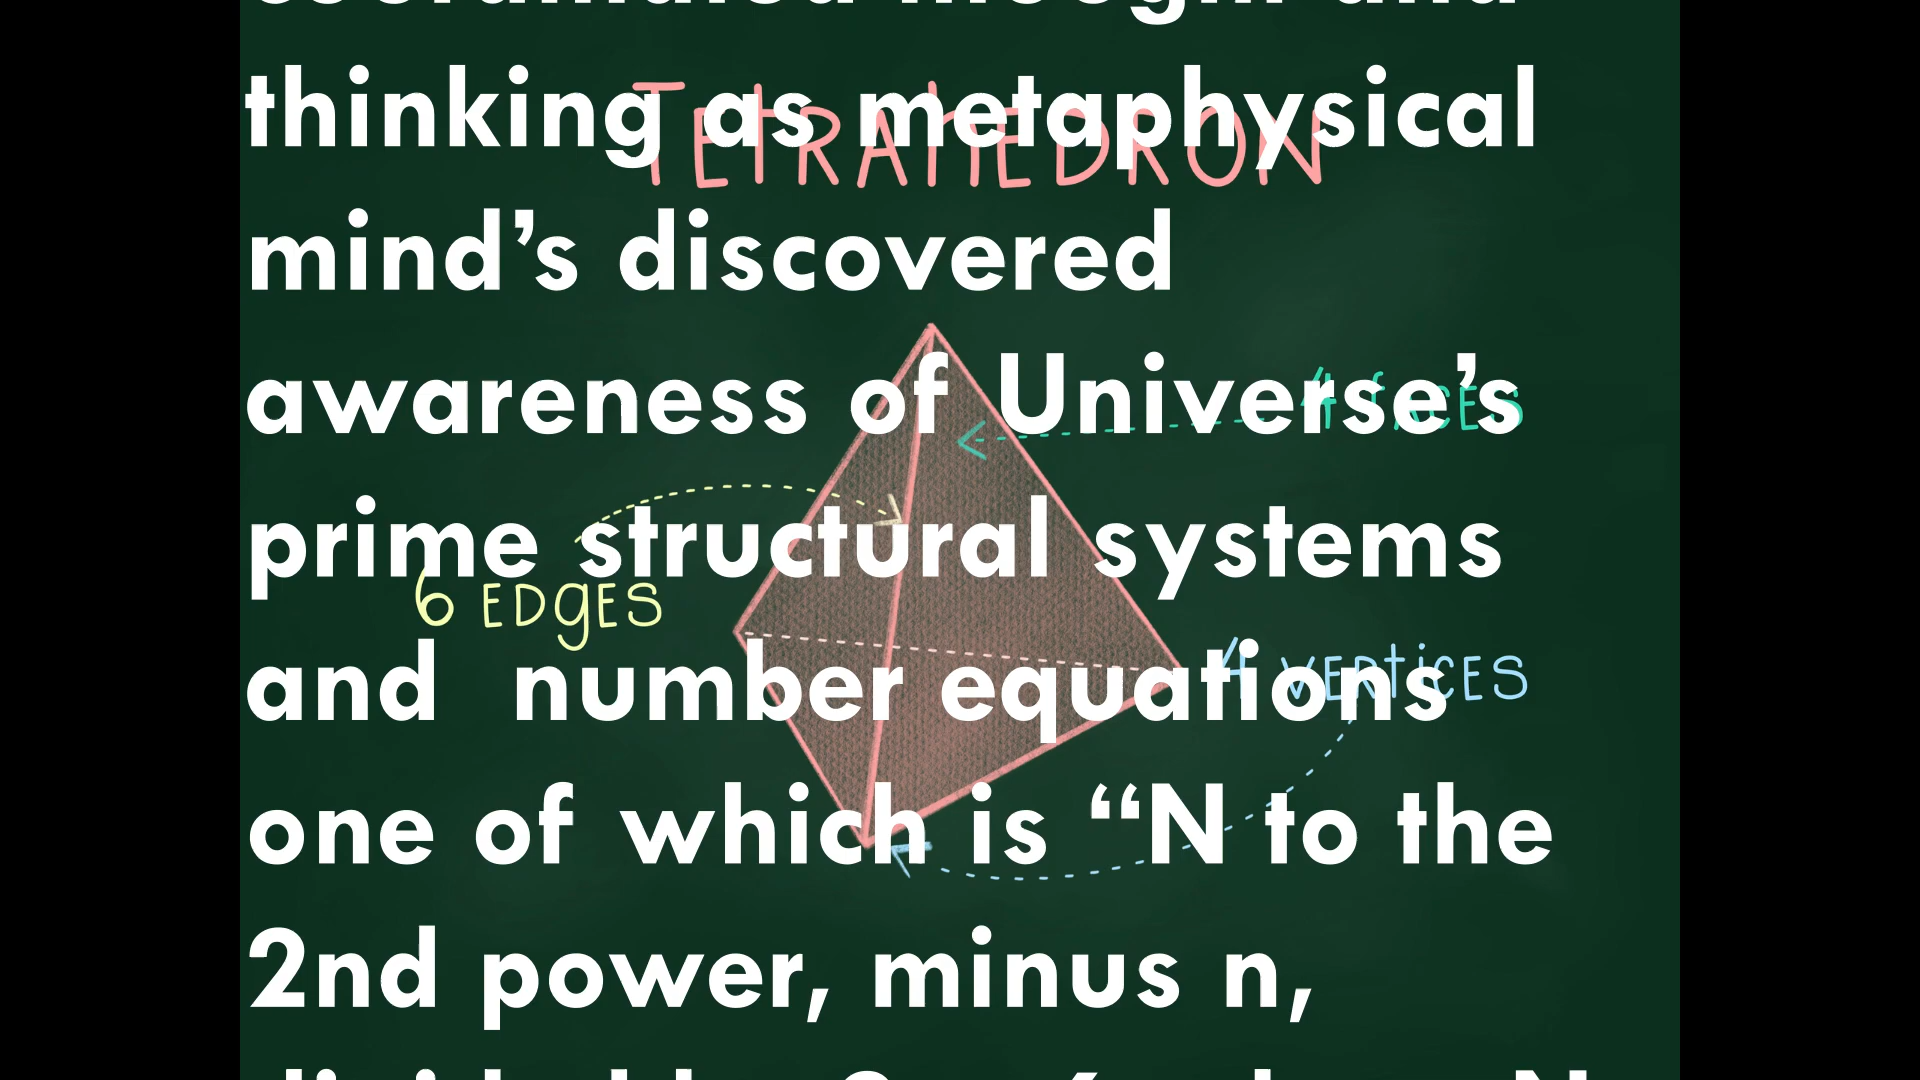 thinking as metaphysical
mind’s discovered
awareness of Universe’s
prime structural systems
and number equations
one of which is “N to the
2nd power, minus n,
TETRAHEDRON
4 fACES
6 EDgES
4 VERtiCES